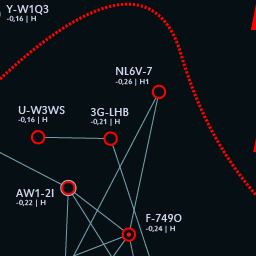 Y-W1Q3
-0,16 | H
NL6V-7
-0,26 | H1
U-W3WS
-0,16 | H
3G-LHB
-0,21 | H
AW1-2I
-0,22 | H
F-749O
-0,24 | H